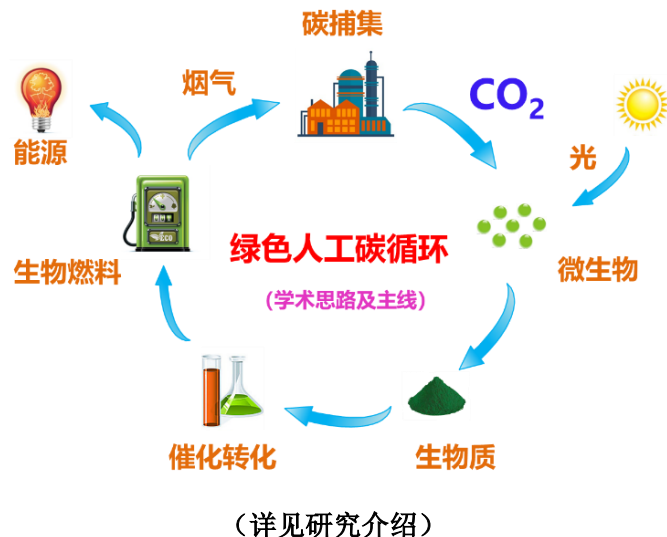 碳捕集
烟气
CO₂
能源
光
绿色人工碳循环
生物燃料
微生物
(学术思路及主线)
催化转化
生物质
（详见研究介绍）